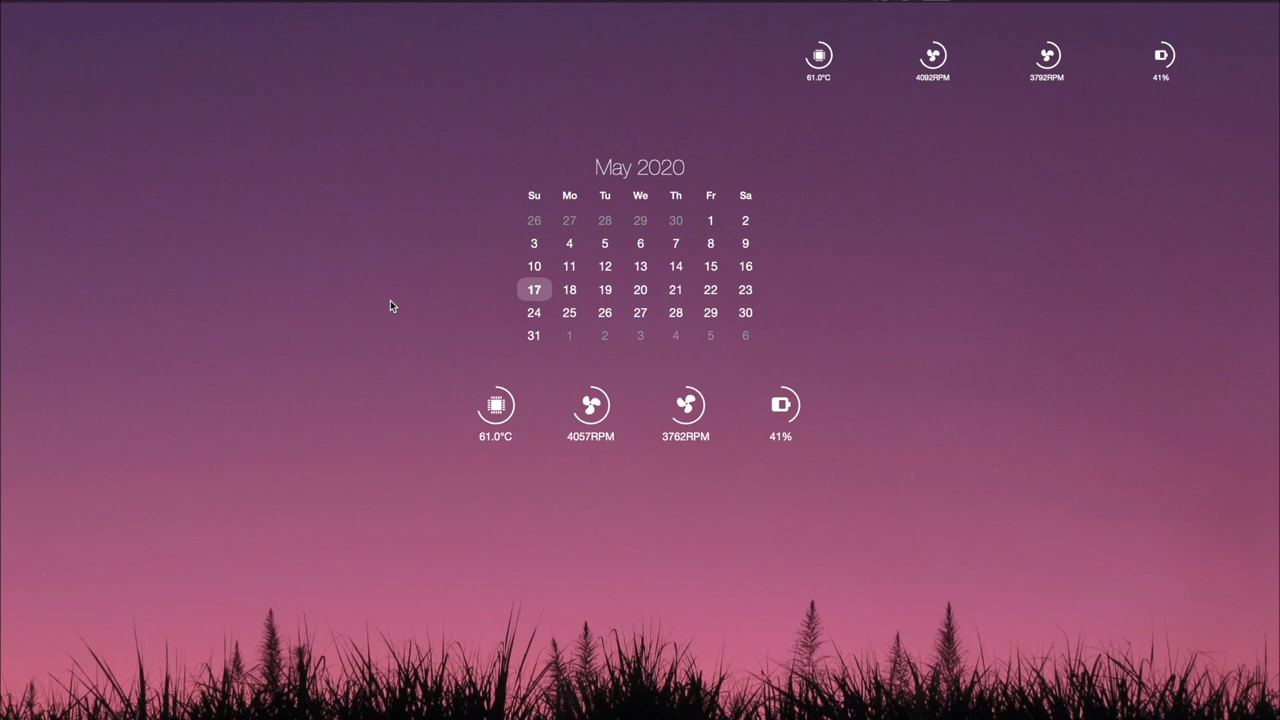 61.0°C 4092RPM 3792RPM 41%
May 2020
Su Mo Tu We Th Fr Sa
26 27 28 29 30 1 2
3 4 5 6 7 8 9
10 11 12 13 14 15 16
17 18 19 20 21 22 23
24 25 26 27 28 29 30
31 1 2 3 4 5 6
61.0°C 4057RPM 3762RPM 41%